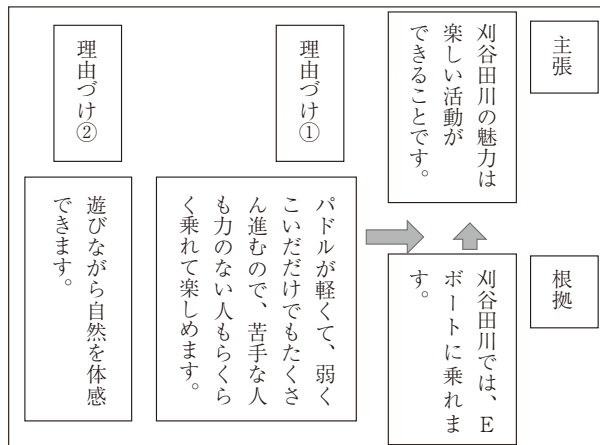 主張
刈谷田川の魅力は
楽しい活動が
できることです。
根拠
刈谷田川では、E
ボートに乗れま
す。
理由づけ①
パドルが軽くて、弱く
こいだだけでもたくさ
ん進むので、苦手な人
も力のない人もらくら
く乗れて楽しめます。
理由づけ②
遊びながら自然を体感
できます。